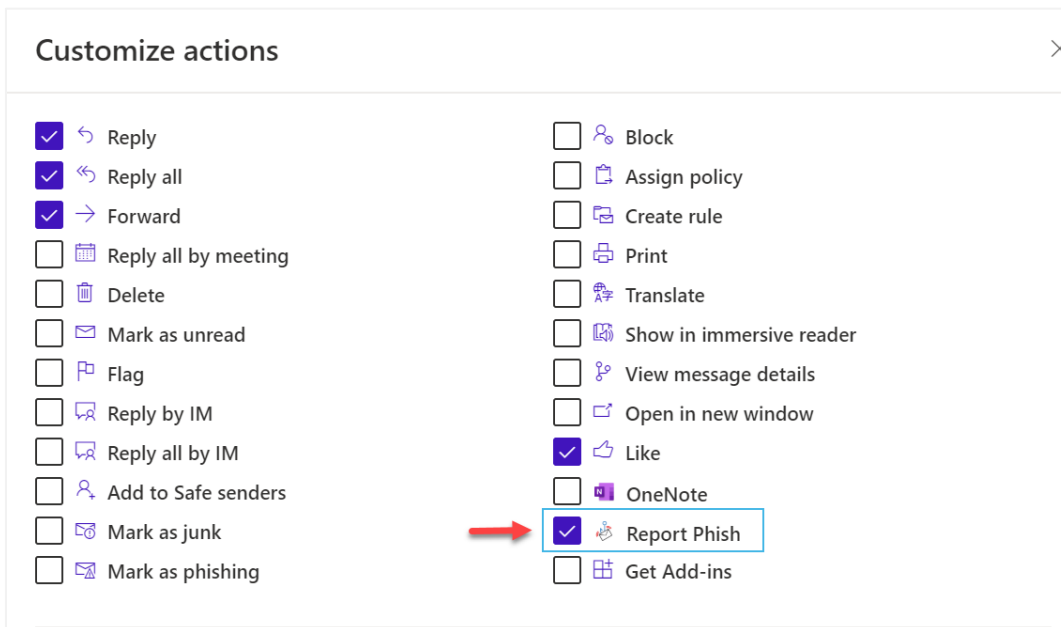 Customize actions
Reply
Reply all
Forward
Reply all by meeting
Delete
Mark as unread
Flag
Reply by IM
Reply all by IM
Add to Safe senders
Mark as junk
Mark as phishing
Block
Assign policy
Create rule
Print
Translate
Show in immersive reader
View message details
Open in new window
Like
OneNote
Report Phish
Get Add-ins